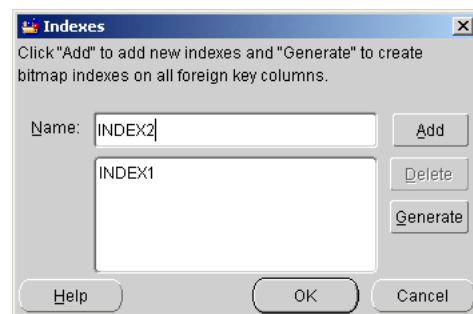 Indexes
Click "Add" to add new indexes and "Generate" to create
bitmap indexes on all foreign key columns.
Name: INDEX2 Add
INDEX1 Delete
Generate
Help OK Cancel